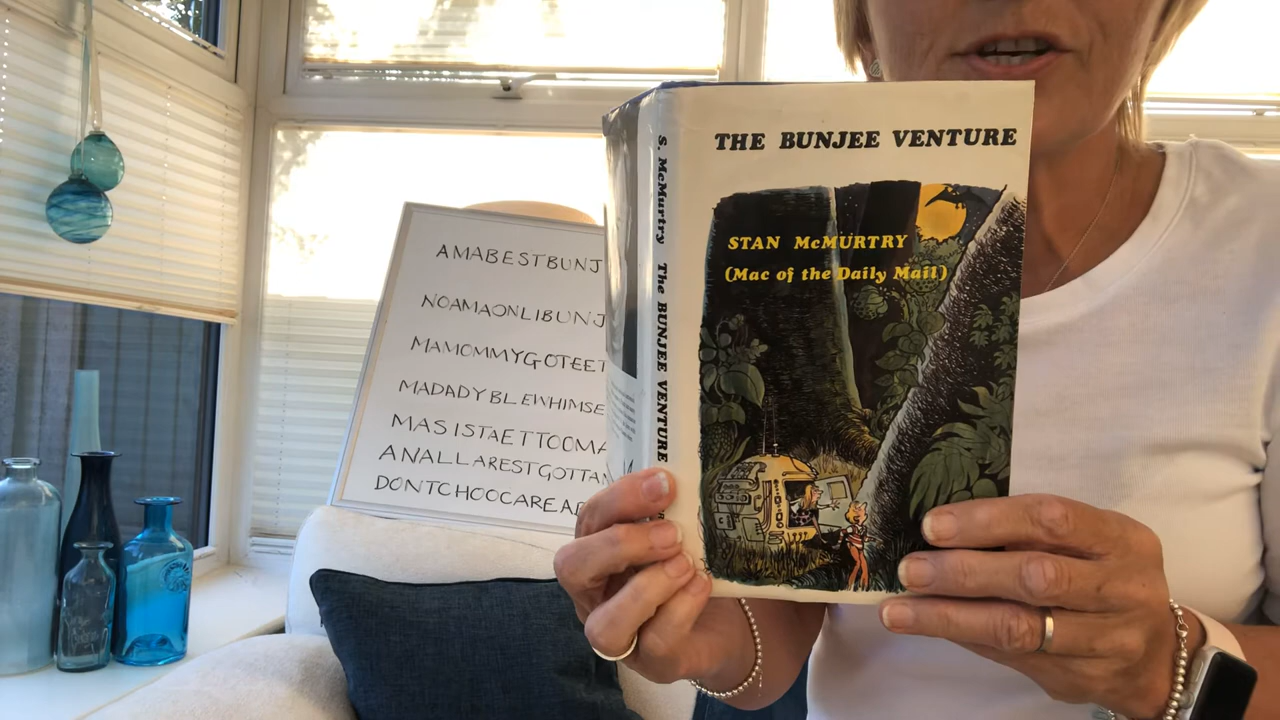 AMABESTBUNJ
NOAMAONLIBUNJ
MAMOMMYGOTEET
MADADYBLEWHIMSE
MASISTAETTOOMA
ANALLARESTGOTTAN
DONTCHOOCAREAB
S. McMurtry The BUNJEE VENTURE
THE BUNJEE VENTURE
STAN McMURTRY
(Mac of the Daily Mail)